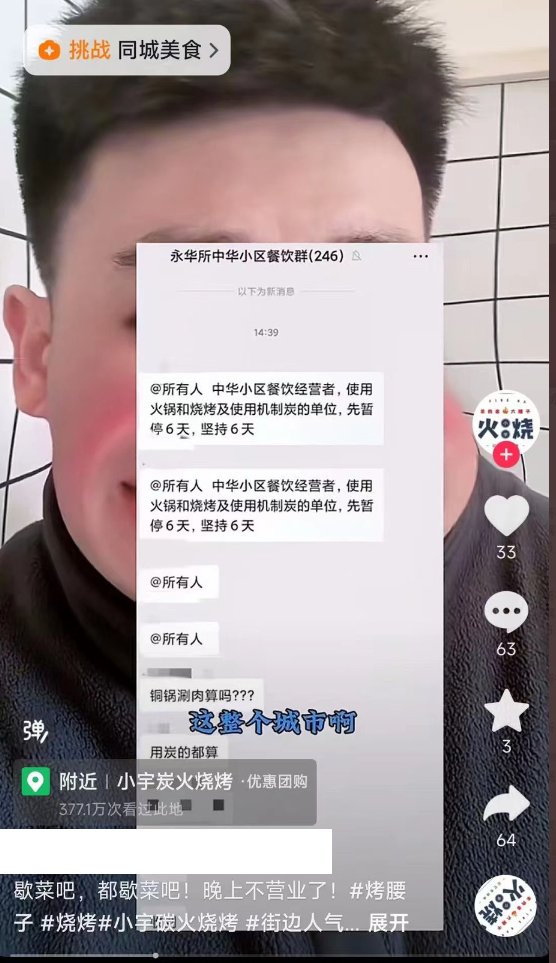 挑战 同城美食 >
永华所中华小区餐饮群(246)
以下为新消息
14:39
@所有人 中华小区餐饮经营者，使用
火锅和烧烤及使用机制炭的单位，先暂
停6天，坚持6天
@所有人 中华小区餐饮经营者，使用
火锅和烧烤及使用机制炭的单位，先暂
停6天，坚持6天
@所有人
@所有人
铜锅涮肉算吗???
这整个城市啊
用炭的都算
火烧
33
63
3
64
火烧
弹
附近 | 小宇炭火烧烤 ·优惠团购
377.1万次看过此地
歇菜吧，都歇菜吧！晚上不营业了！#烤腰
子 #烧烤#小宇碳火烧烤 #街边人气... 展开